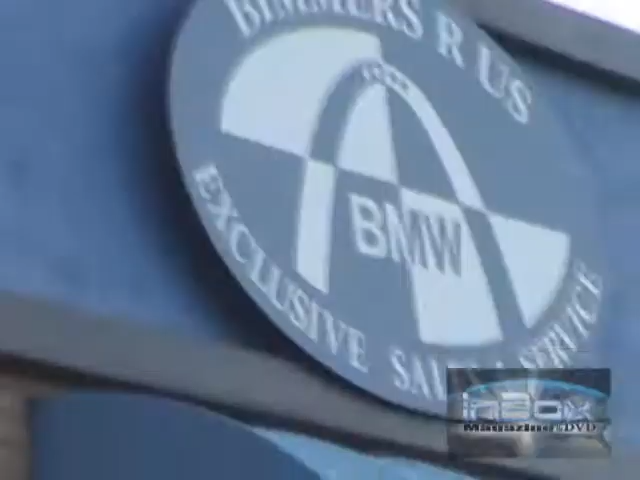 BIMMERS R US
BMW
EXCLUSIVE SALES & SERVICE
inBox
Magazine DVD